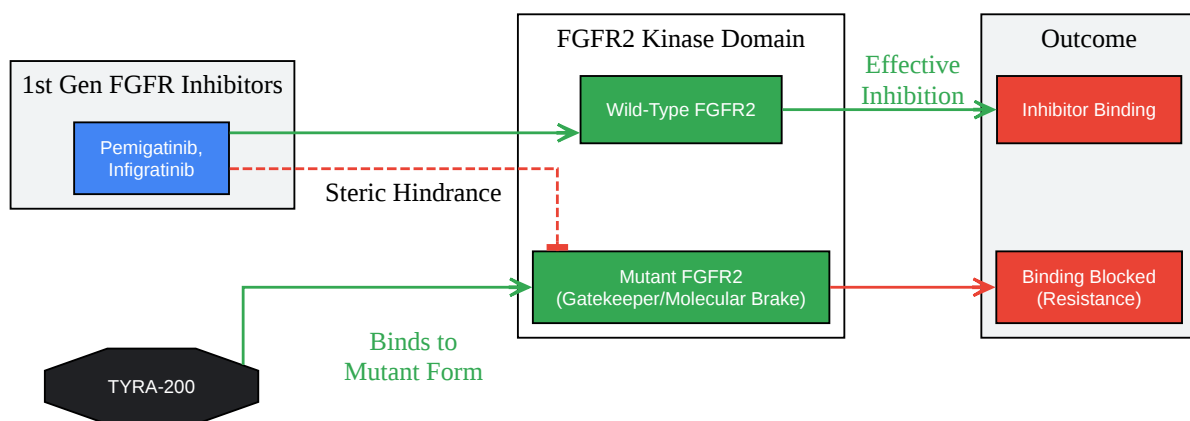 1st Gen FGFR Inhibitors
Pemigatinib,
Infigratinib
Steric Hindrance
FGFR2 Kinase Domain
Wild-Type FGFR2
Mutant FGFR2
(Gatekeeper/Molecular Brake)
Effective
Inhibition
Outcome
Inhibitor Binding
Binding Blocked
(Resistance)
Binds to
Mutant Form
TYRA-200